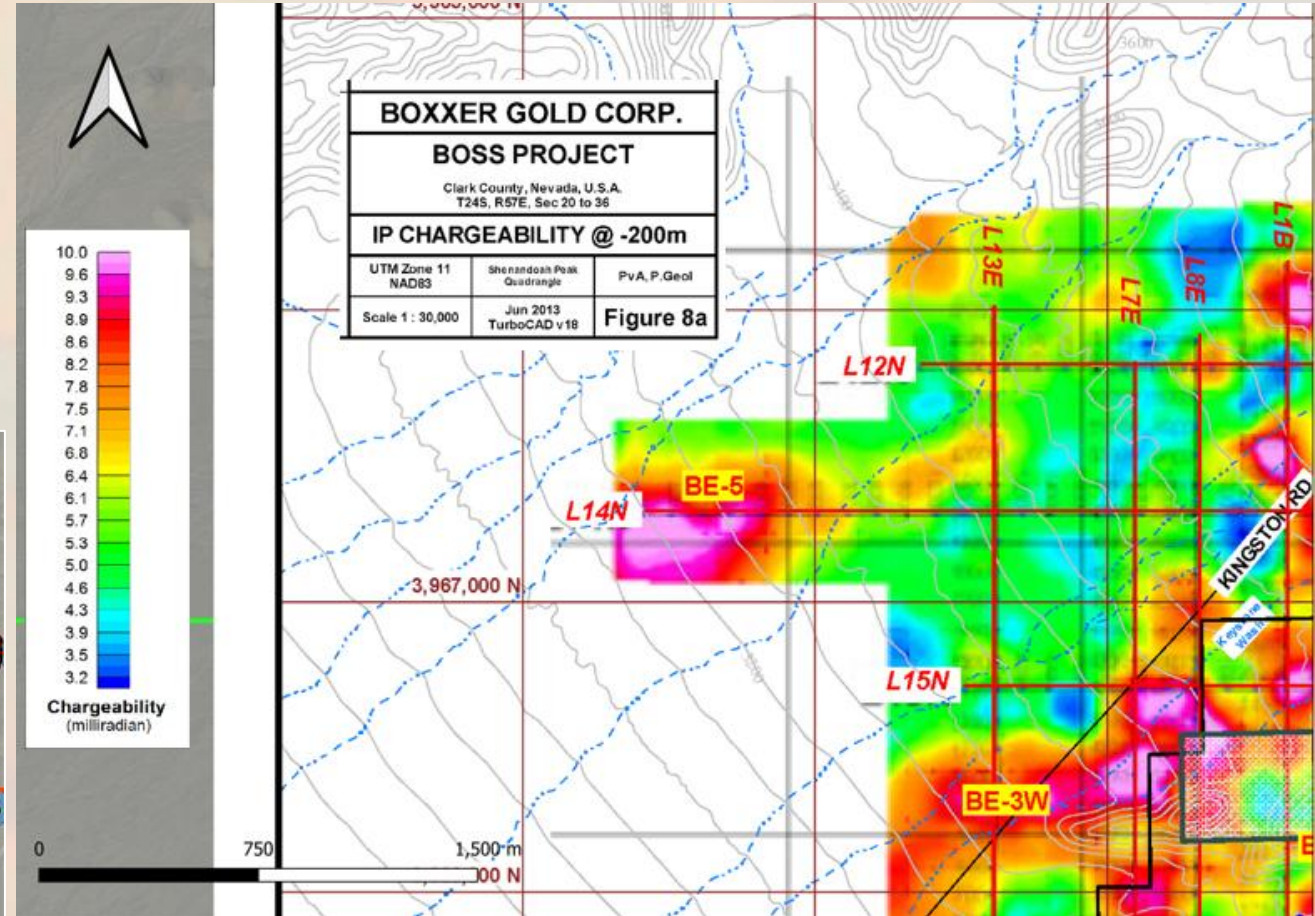 BOXXER GOLD CORP.
BOSS PROJECT
Clark County, Nevada, U.S.A.
T24S, R57E, Sec 20 to 36
IP CHARGEABILITY @ -200m
UTM Zone 11
NAD83
Shenandoah Peak
Quadrangle
PvA, P.Geol
Scale 1 : 30,000
Jun 2013
TurboCAD v18
Figure 8a
3600
3400
L13E
L7E
L8E
L1B
L12N
BE-5
L14N
KINGSTON RD
3,967,000 N
Keystone
Wash
L15N
BE-3W
10.0
9.6
9.3
8.9
8.6
8.2
7.8
7.5
7.1
6.8
6.4
6.1
5.7
5.3
5.0
4.6
4.3
3.9
3.5
3.2
Chargeability
(milliradian)
0
750
1,500 m
00 N